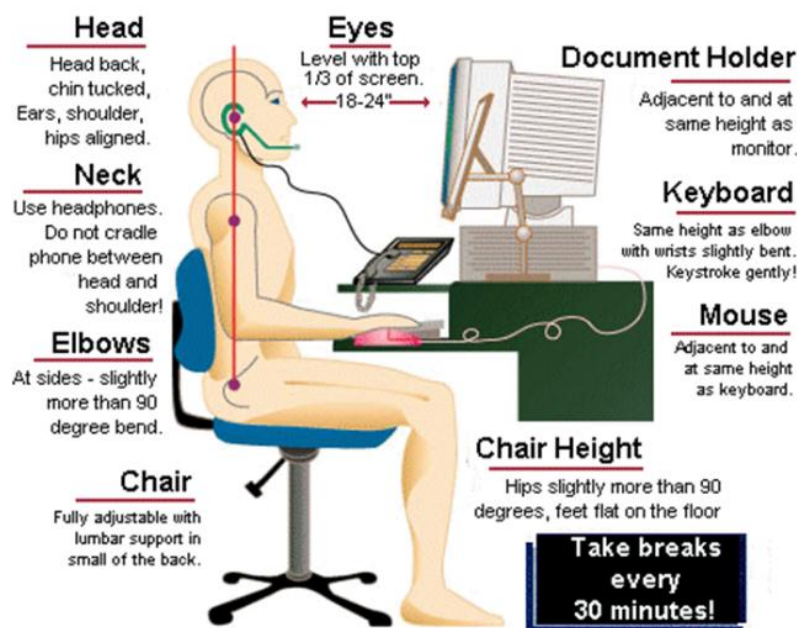 Head
Head back,
chin tucked,
Ears, shoulder,
hips aligned.
Neck
Use headphones.
Do not cradle
phone between
head and
shoulder!
Elbows
At sides - slightly
more than 90
degree bend.
Chair
Fully adjustable with
lumbar support in
small of the back.
Eyes
Level with top
1/3 of screen.
18-24"
Document Holder
Adjacent to and at
same height as
monitor.
Keyboard
Same height as elbow
with wrists slightly bent.
Keystroke gently!
Mouse
Adjacent to and
at same height
as keyboard.
Chair Height
Hips slightly more than 90
degrees, feet flat on the floor
Take breaks
every
30 minutes!